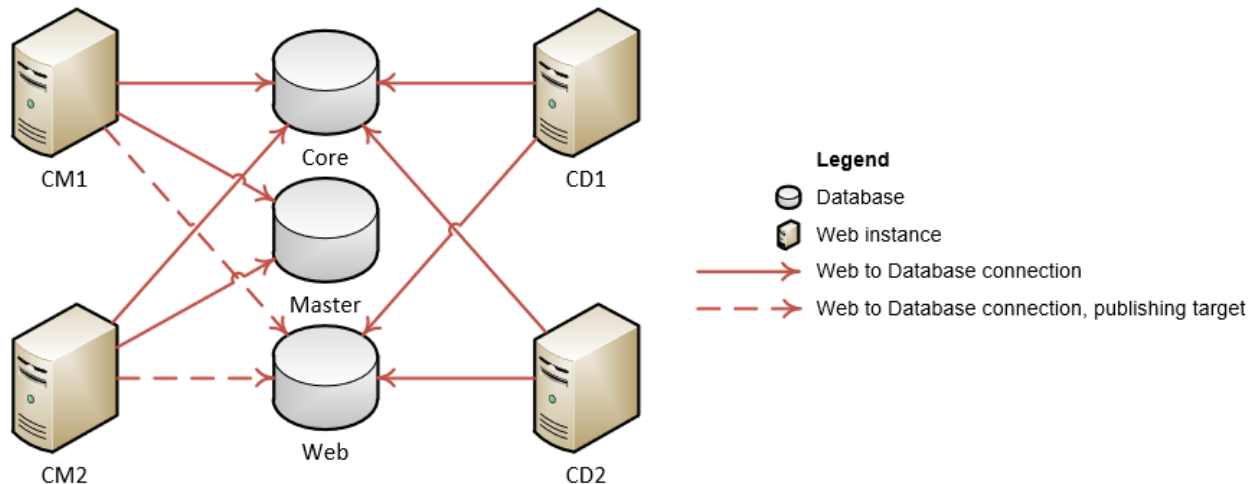 CM1
Core
CD1
Master
CM2
Web
CD2
Legend
Database
Web instance
Web to Database connection
Web to Database connection, publishing target